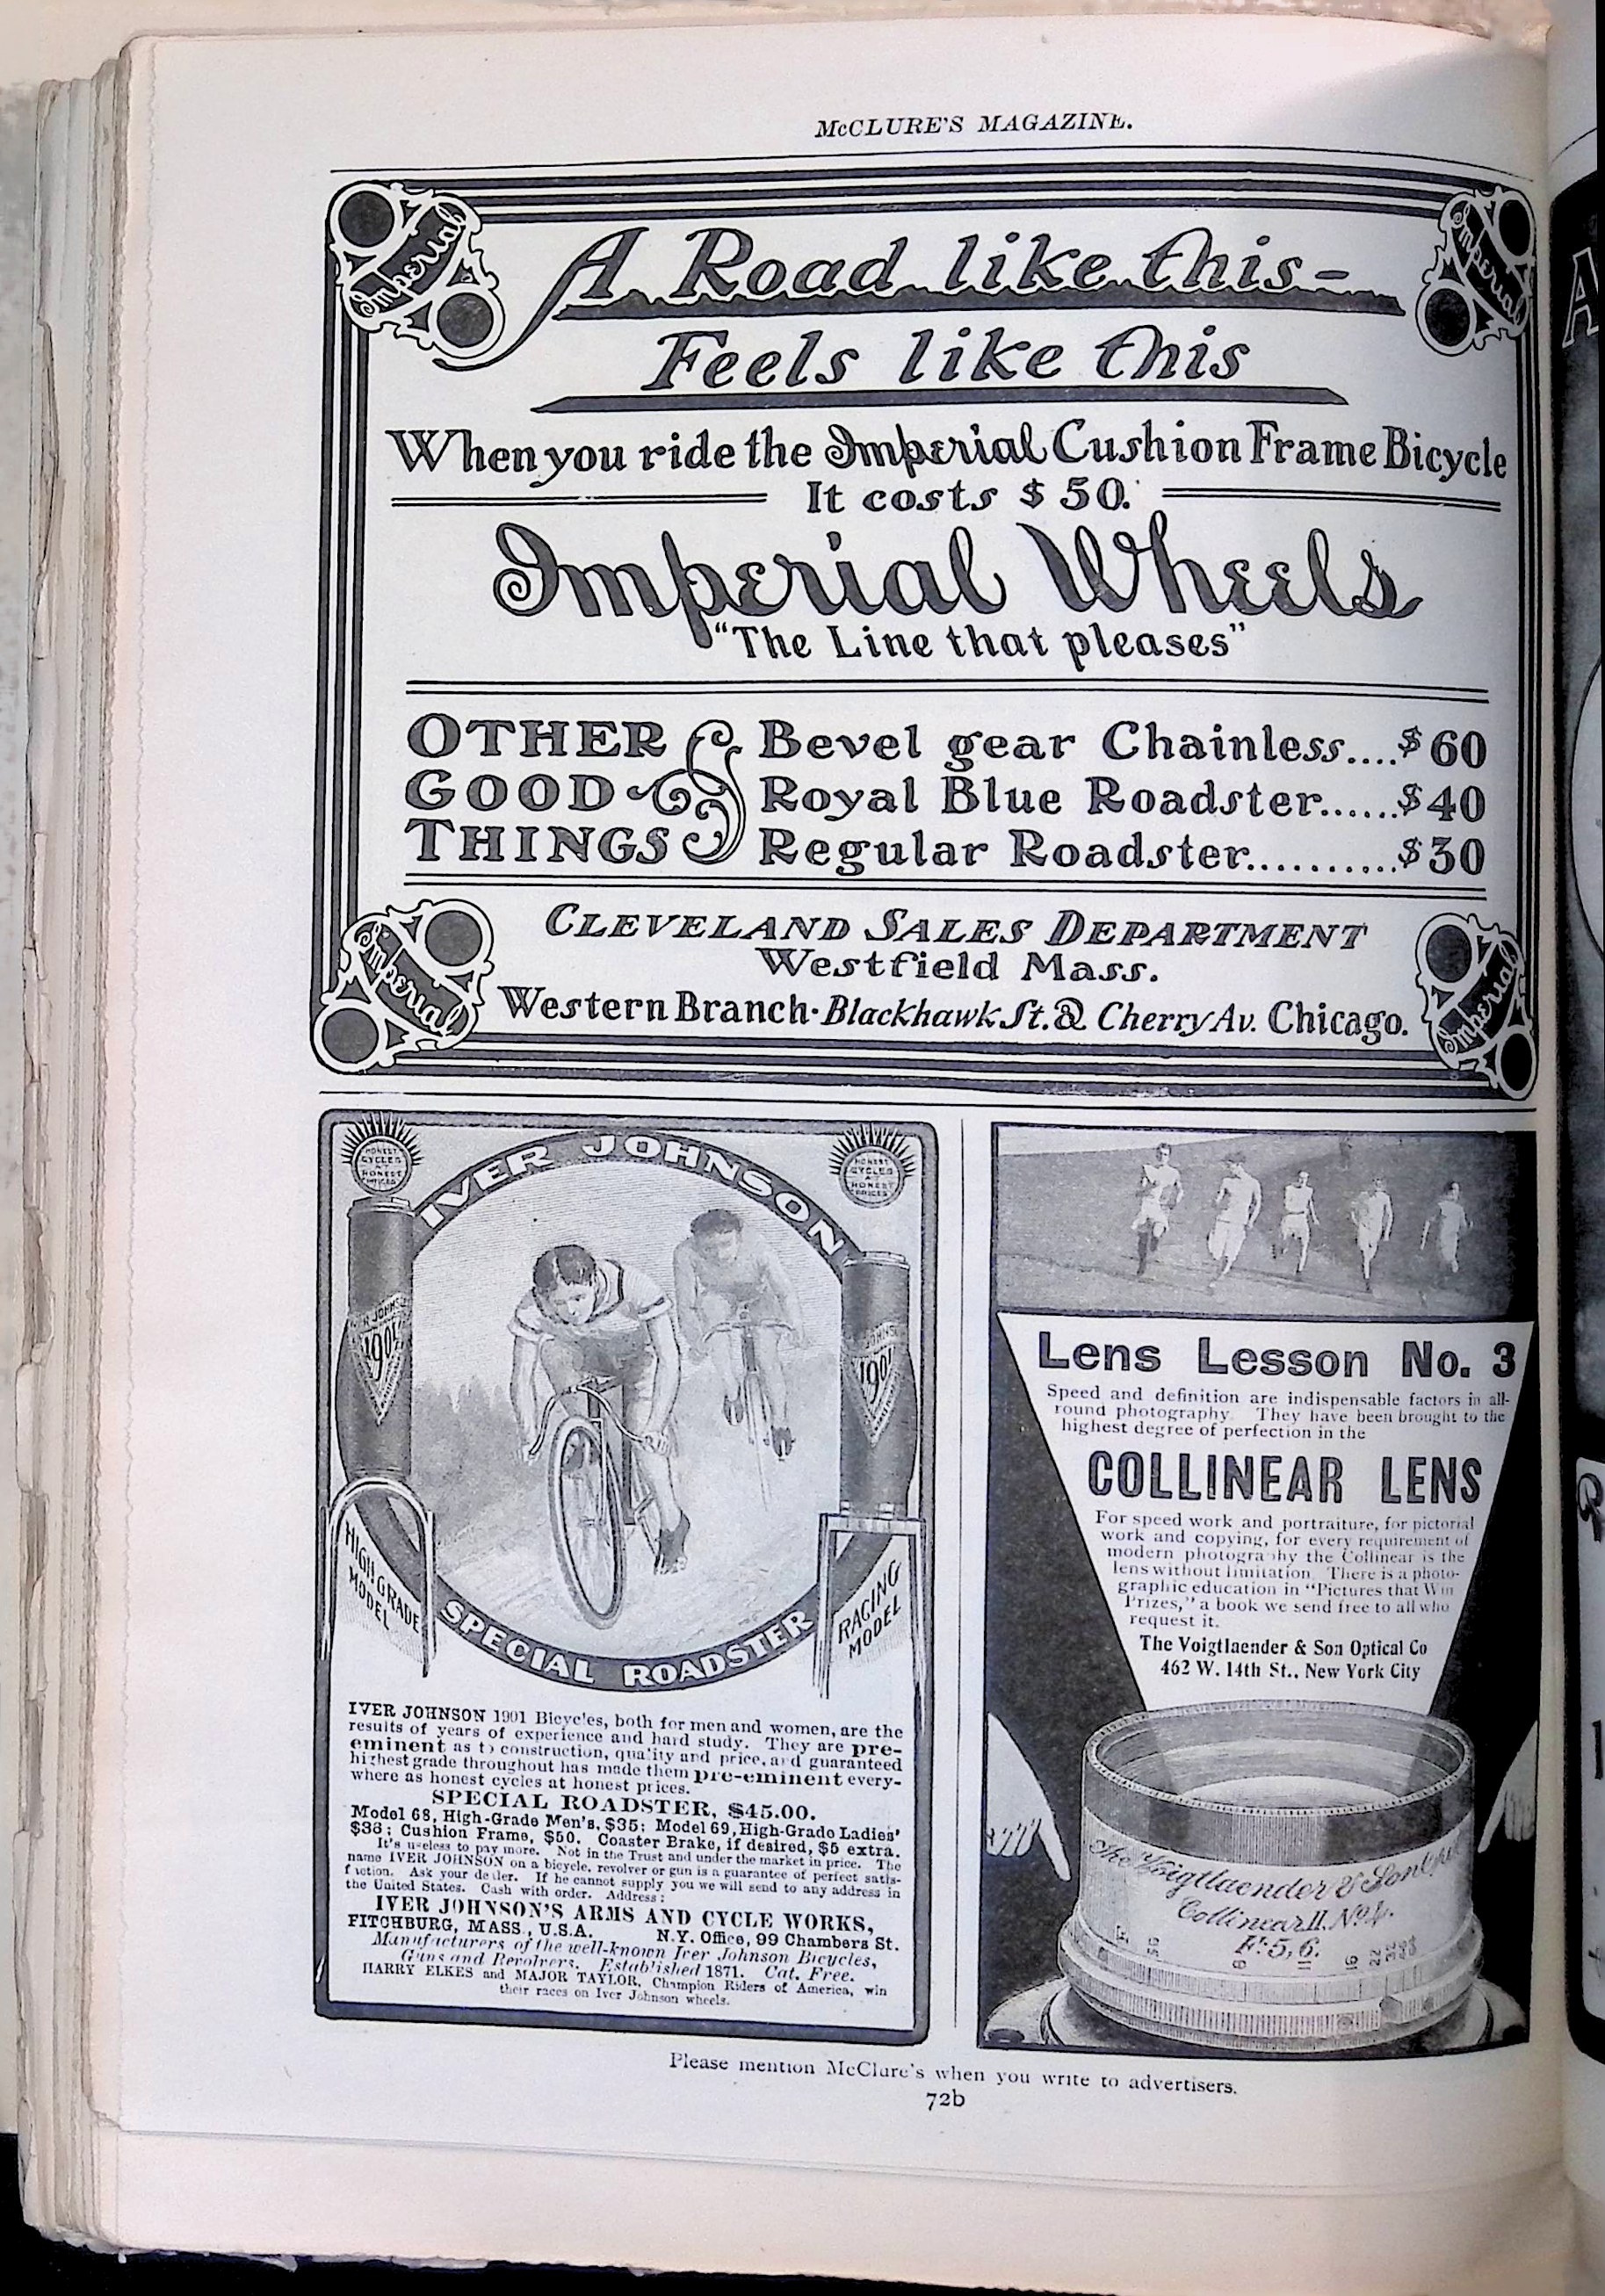 McCLURE'S MAGAZINE.
Imperial
Imperial
A Road like this-
Feels like this
When you ride the Imperial Cushion Frame Bicycle
It costs $50.
Imperial Wheels
"The Line that pleases"
OTHER GOOD THINGS
Bevel gear Chainless....$60
Royal Blue Roadster......$40
Regular Roadster..........$30
CLEVELAND SALES DEPARTMENT
Westfield Mass.
Western Branch·Blackhawk St. & Cherry Av. Chicago.
Imperial
Imperial
HONEST CYCLES AT HONEST PRICES
HONEST CYCLES AT HONEST PRICES
IVER JOHNSON
IVER JOHNSON
1901
JOHNSON
1901
HIGH GRADE
MODEL
RACING
MODEL
SPECIAL ROADSTER
IVER JOHNSON 1901 Bicycles, both for men and women, are the
results of years of experience and hard study. They are pre-
eminent as to construction, quality and price, and guaranteed
highest grade throughout has made them pre-eminent every-
where as honest cycles at honest prices.
SPECIAL ROADSTER, $45.00.
Model 68, High-Grade Men's, $35; Model 69, High-Grade Ladies'
$38; Cushion Frame, $50. Coaster Brake, if desired, $5 extra.
It's useless to pay more. Not in the Trust and under the market in price. The
name IVER JOHNSON on a bicycle, revolver or gun is a guarantee of perfect satis-
faction. Ask your dealer. If he cannot supply you we will send to any address in
the United States. Cash with order. Address:
IVER JOHNSON'S ARMS AND CYCLE WORKS,
FITCHBURG, MASS., U.S.A. N.Y. Office, 99 Chambers St.
Manufacturers of the well-known Iver Johnson Bicycles,
Guns and Revolvers. Established 1871. Cat. Free.
HARRY ELKES and MAJOR TAYLOR, Champion Riders of America, win
their races on Iver Johnson wheels.
Lens Lesson No. 3
Speed and definition are indispensable factors in all-
round photography. They have been brought to the
highest degree of perfection in the
COLLINEAR LENS
For speed work and portraiture, for pictorial
work and copying, for every requirement of
modern photography the Collinear is the
lens without limitation. There is a photo-
graphic education in "Pictures that Win
Prizes," a book we send free to all who
request it.
The Voigtlaender & Son Optical Co
462 W. 14th St., New York City
The Voigtlaender & Son
Collinear II. No 4.
F:5,6.
Please mention McClure's when you write to advertisers.
72b